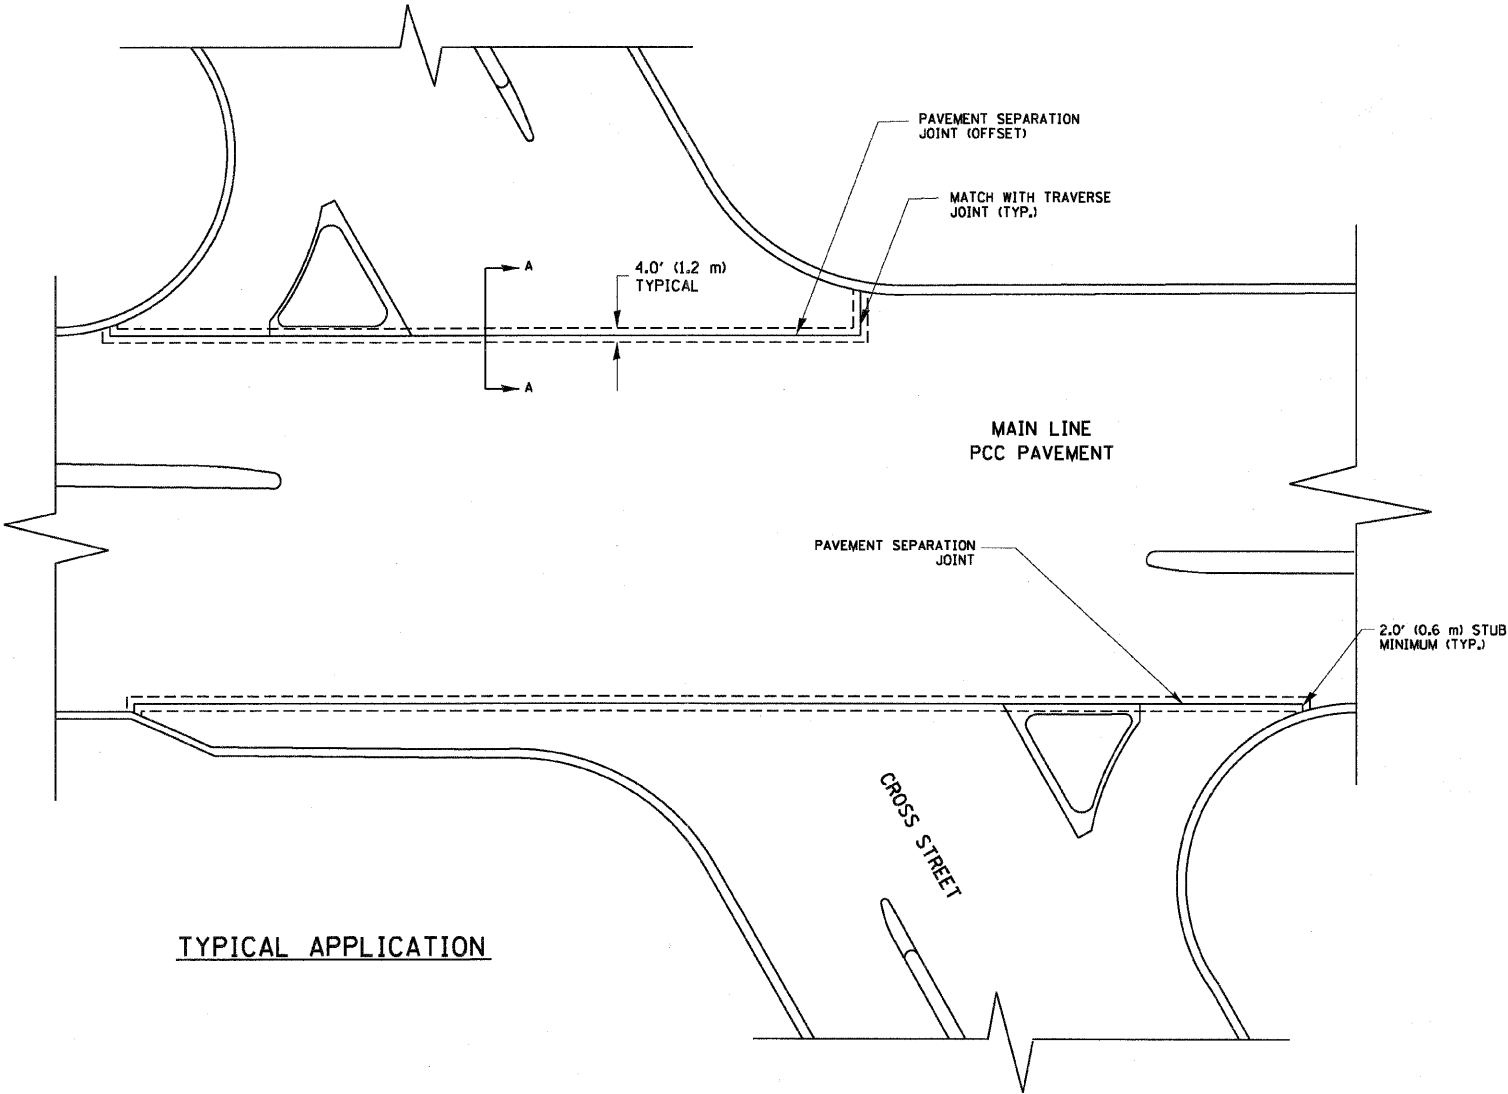 PAVEMENT SEPARATION
JOINT (OFFSET)
MATCH WITH TRAVERSE
JOINT (TYP.)
A
4.0' (1.2 m)
TYPICAL
A
MAIN LINE
PCC PAVEMENT
PAVEMENT SEPARATION
JOINT
2.0' (0.6 m) STUB
MINIMUM (TYP.)
CROSS STREET
TYPICAL APPLICATION